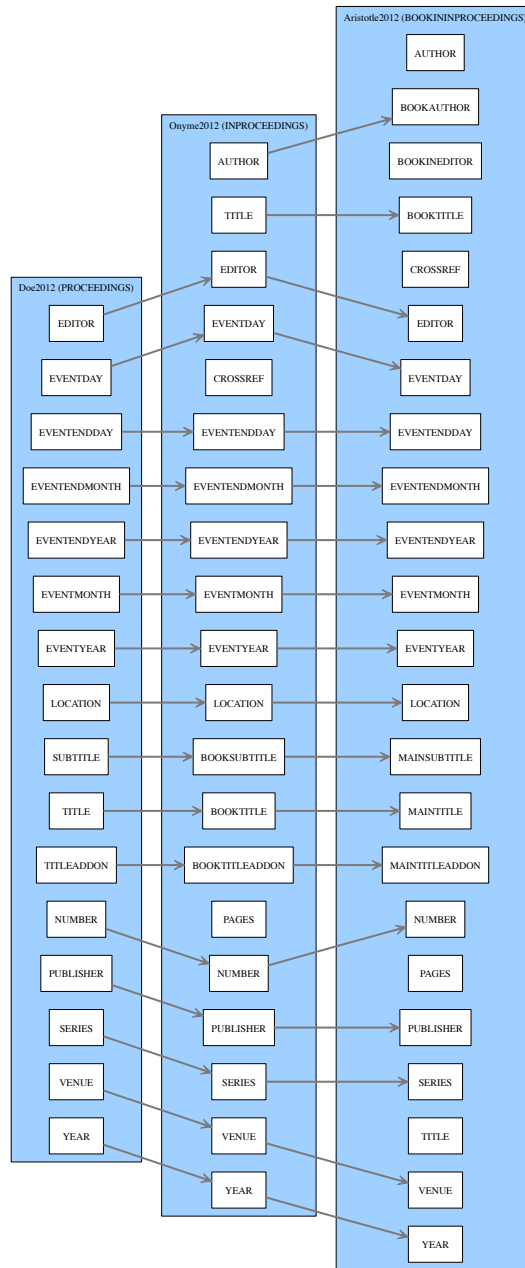 Doe2012 (PROCEEDINGS)
EDITOR
EVENTDAY
EVENTENDDAY
EVENTENDMONTH
EVENTENDYEAR
EVENTMONTH
EVENTYEAR
LOCATION
SUBTITLE
TITLE
TITLEADDON
NUMBER
PUBLISHER
SERIES
VENUE
YEAR
Onyme2012 (INPROCEEDINGS)
AUTHOR
TITLE
EDITOR
EVENTDAY
CROSSREF
EVENTENDDAY
EVENTENDMONTH
EVENTENDYEAR
EVENTMONTH
EVENTYEAR
LOCATION
BOOKSUBTITLE
BOOKTITLE
BOOKTITLEADDON
PAGES
NUMBER
PUBLISHER
SERIES
VENUE
YEAR
Aristotle2012 (BOOKININPROCEEDINGS)
AUTHOR
BOOKAUTHOR
BOOKINEDITOR
BOOKTITLE
CROSSREF
EDITOR
EVENTDAY
EVENTENDDAY
EVENTENDMONTH
EVENTENDYEAR
EVENTMONTH
EVENTYEAR
LOCATION
MAINSUBTITLE
MAINTITLE
MAINTITLEADDON
NUMBER
PAGES
PUBLISHER
SERIES
TITLE
VENUE
YEAR